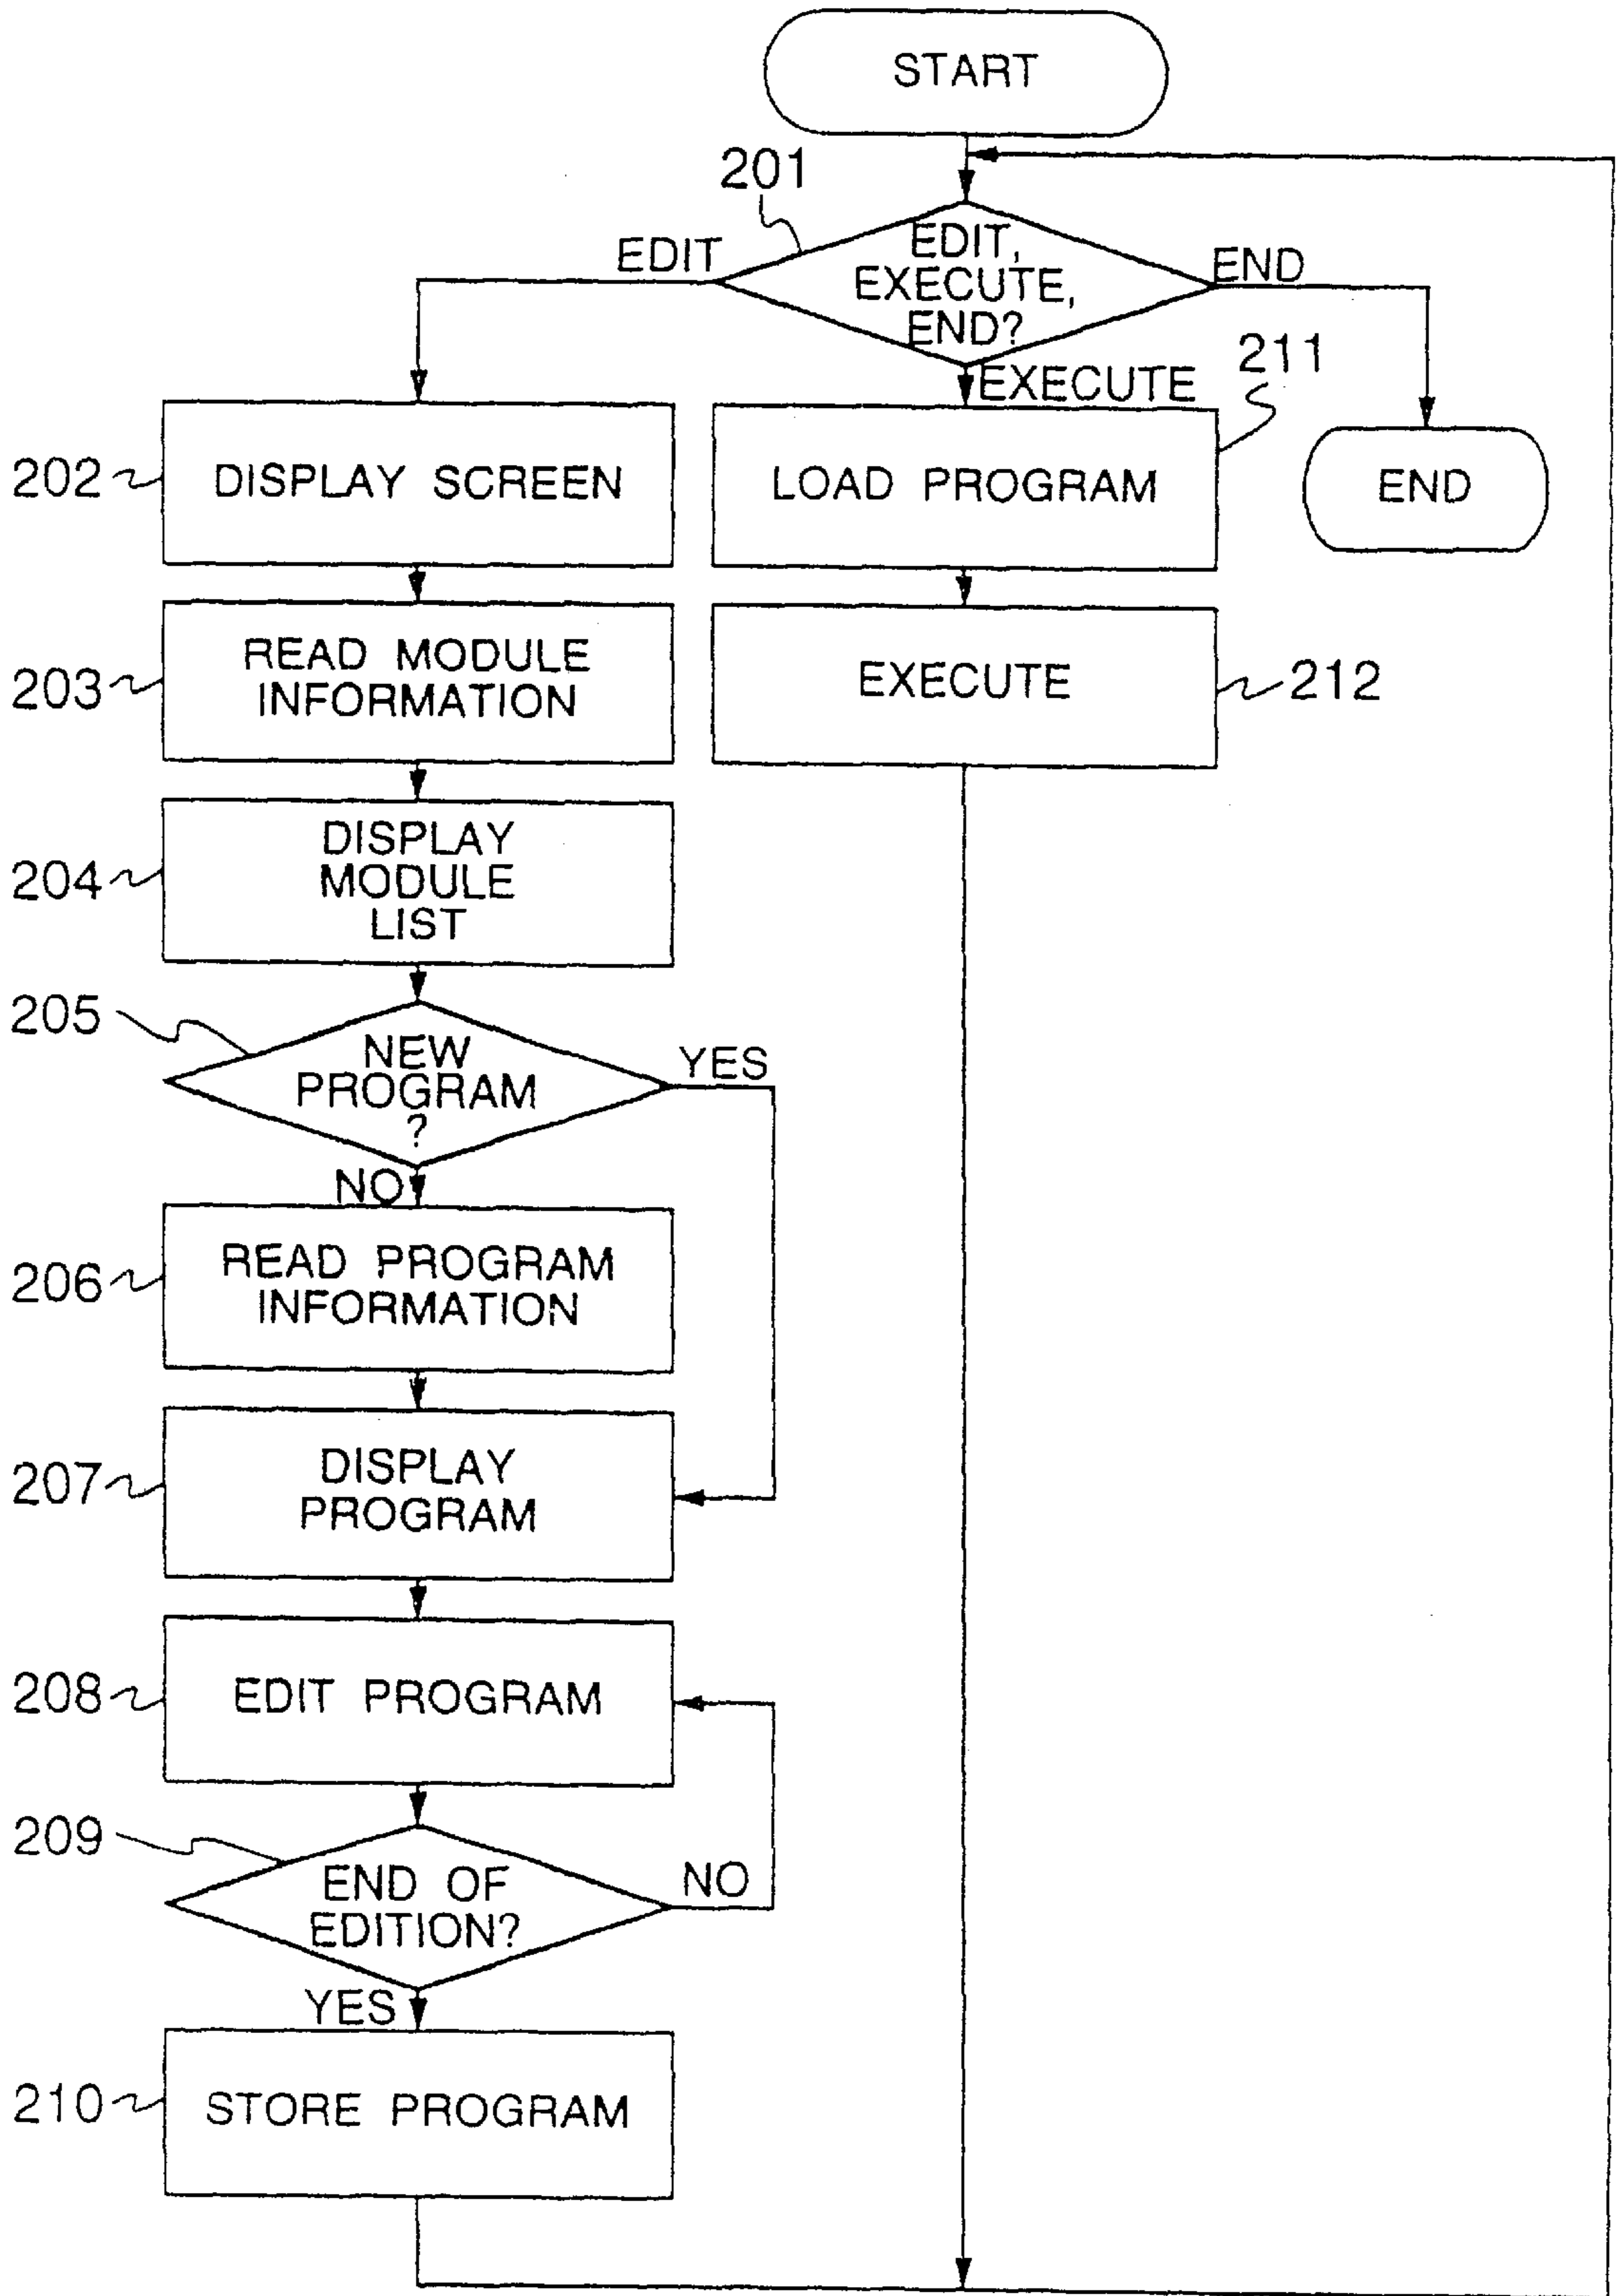 START
201
EDIT
EDIT,
EXECUTE,
END?
END
211
EXECUTE
202
DISPLAY SCREEN
LOAD PROGRAM
END
203
READ MODULE
INFORMATION
EXECUTE
212
204
DISPLAY
MODULE
LIST
205
NEW
PROGRAM
?
YES
NO
206
READ PROGRAM
INFORMATION
207
DISPLAY
PROGRAM
208
EDIT PROGRAM
209
END OF
EDITION?
NO
YES
210
STORE PROGRAM